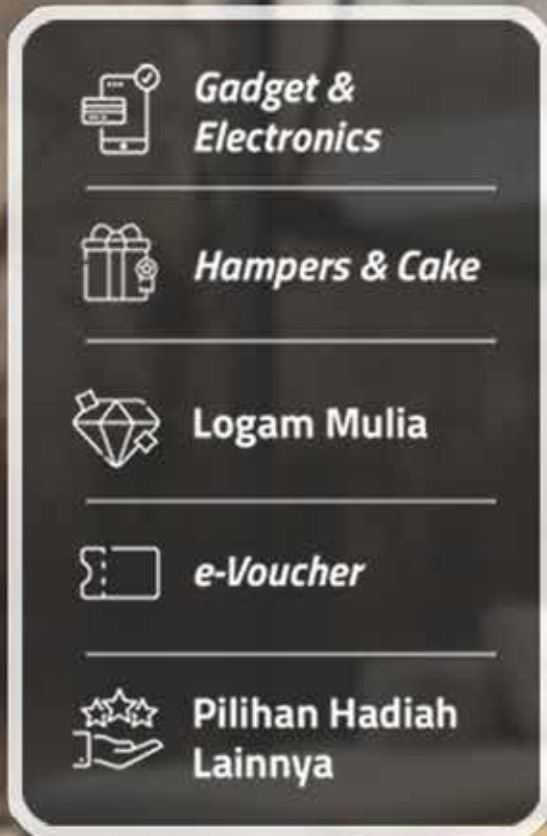 Gadget &
Electronics
Hampers & Cake
Logam Mulia
e-Voucher
Pilihan Hadiah
Lainnya